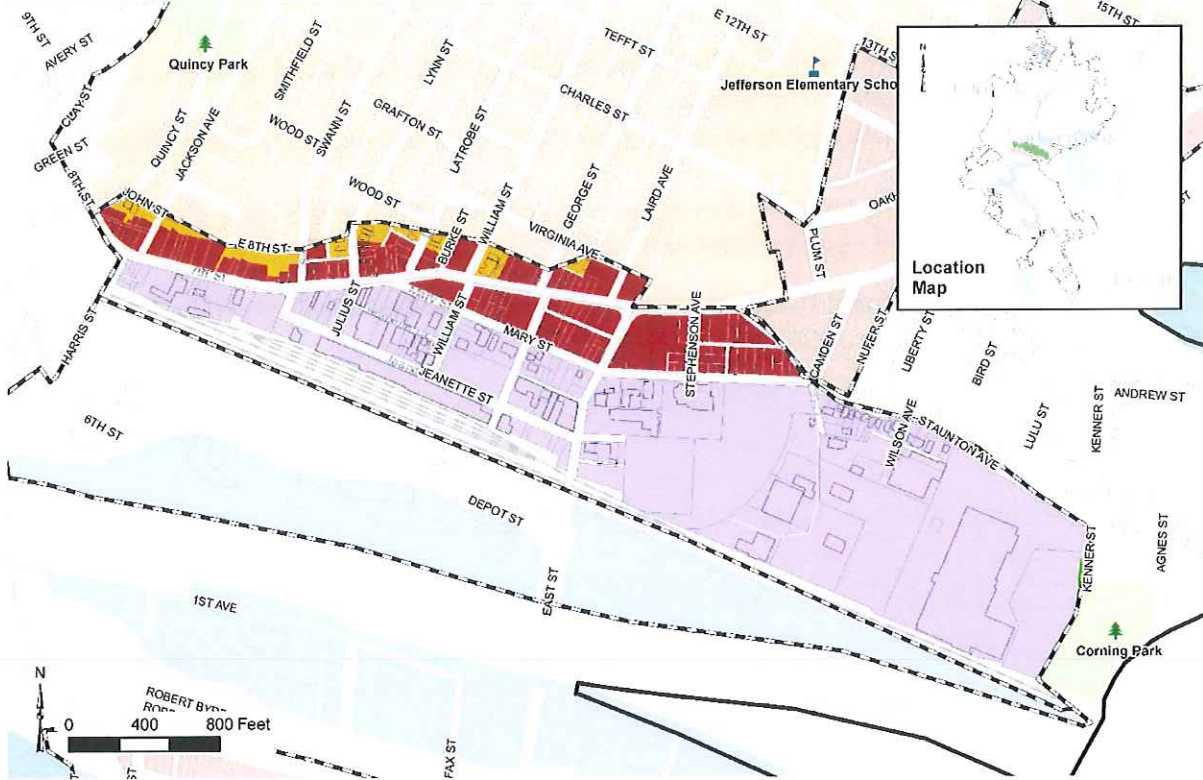 9TH ST
AVERY ST
CLAY ST
GREEN ST
8TH ST
Quincy Park
QUINCY ST
JACKSON AVE
SMITHFIELD ST
WOOD ST
SWANN ST
LYNN ST
GRAFTON ST
LATROBE ST
TEFFT ST
CHARLES ST
E 12TH ST
13TH S
15TH ST
Jefferson Elementary Scho
WOOD ST
WILLIAM ST
GEORGE ST
LAIRD AVE
VIRGINIA AVE
BURKE ST
JOHN ST
E 8TH ST
7TH ST
HARRIS ST
JULIUS ST
WILLIAM ST
MARY ST
JEANETTE ST
STEPHENSON AVE
PLUM ST
OAK
CAMDEN ST
NUFER ST
LIBERTY ST
BIRD ST
LULU ST
KENNER ST
ANDREW ST
STAUNTON AVE
WILSON AVE
KENNER ST
AGNES ST
Corning Park
6TH ST
DEPOT ST
EAST ST
1ST AVE
ROBERT BYRD
FAX ST
ST
ST
N
0 400 800 Feet
N
Location
Map